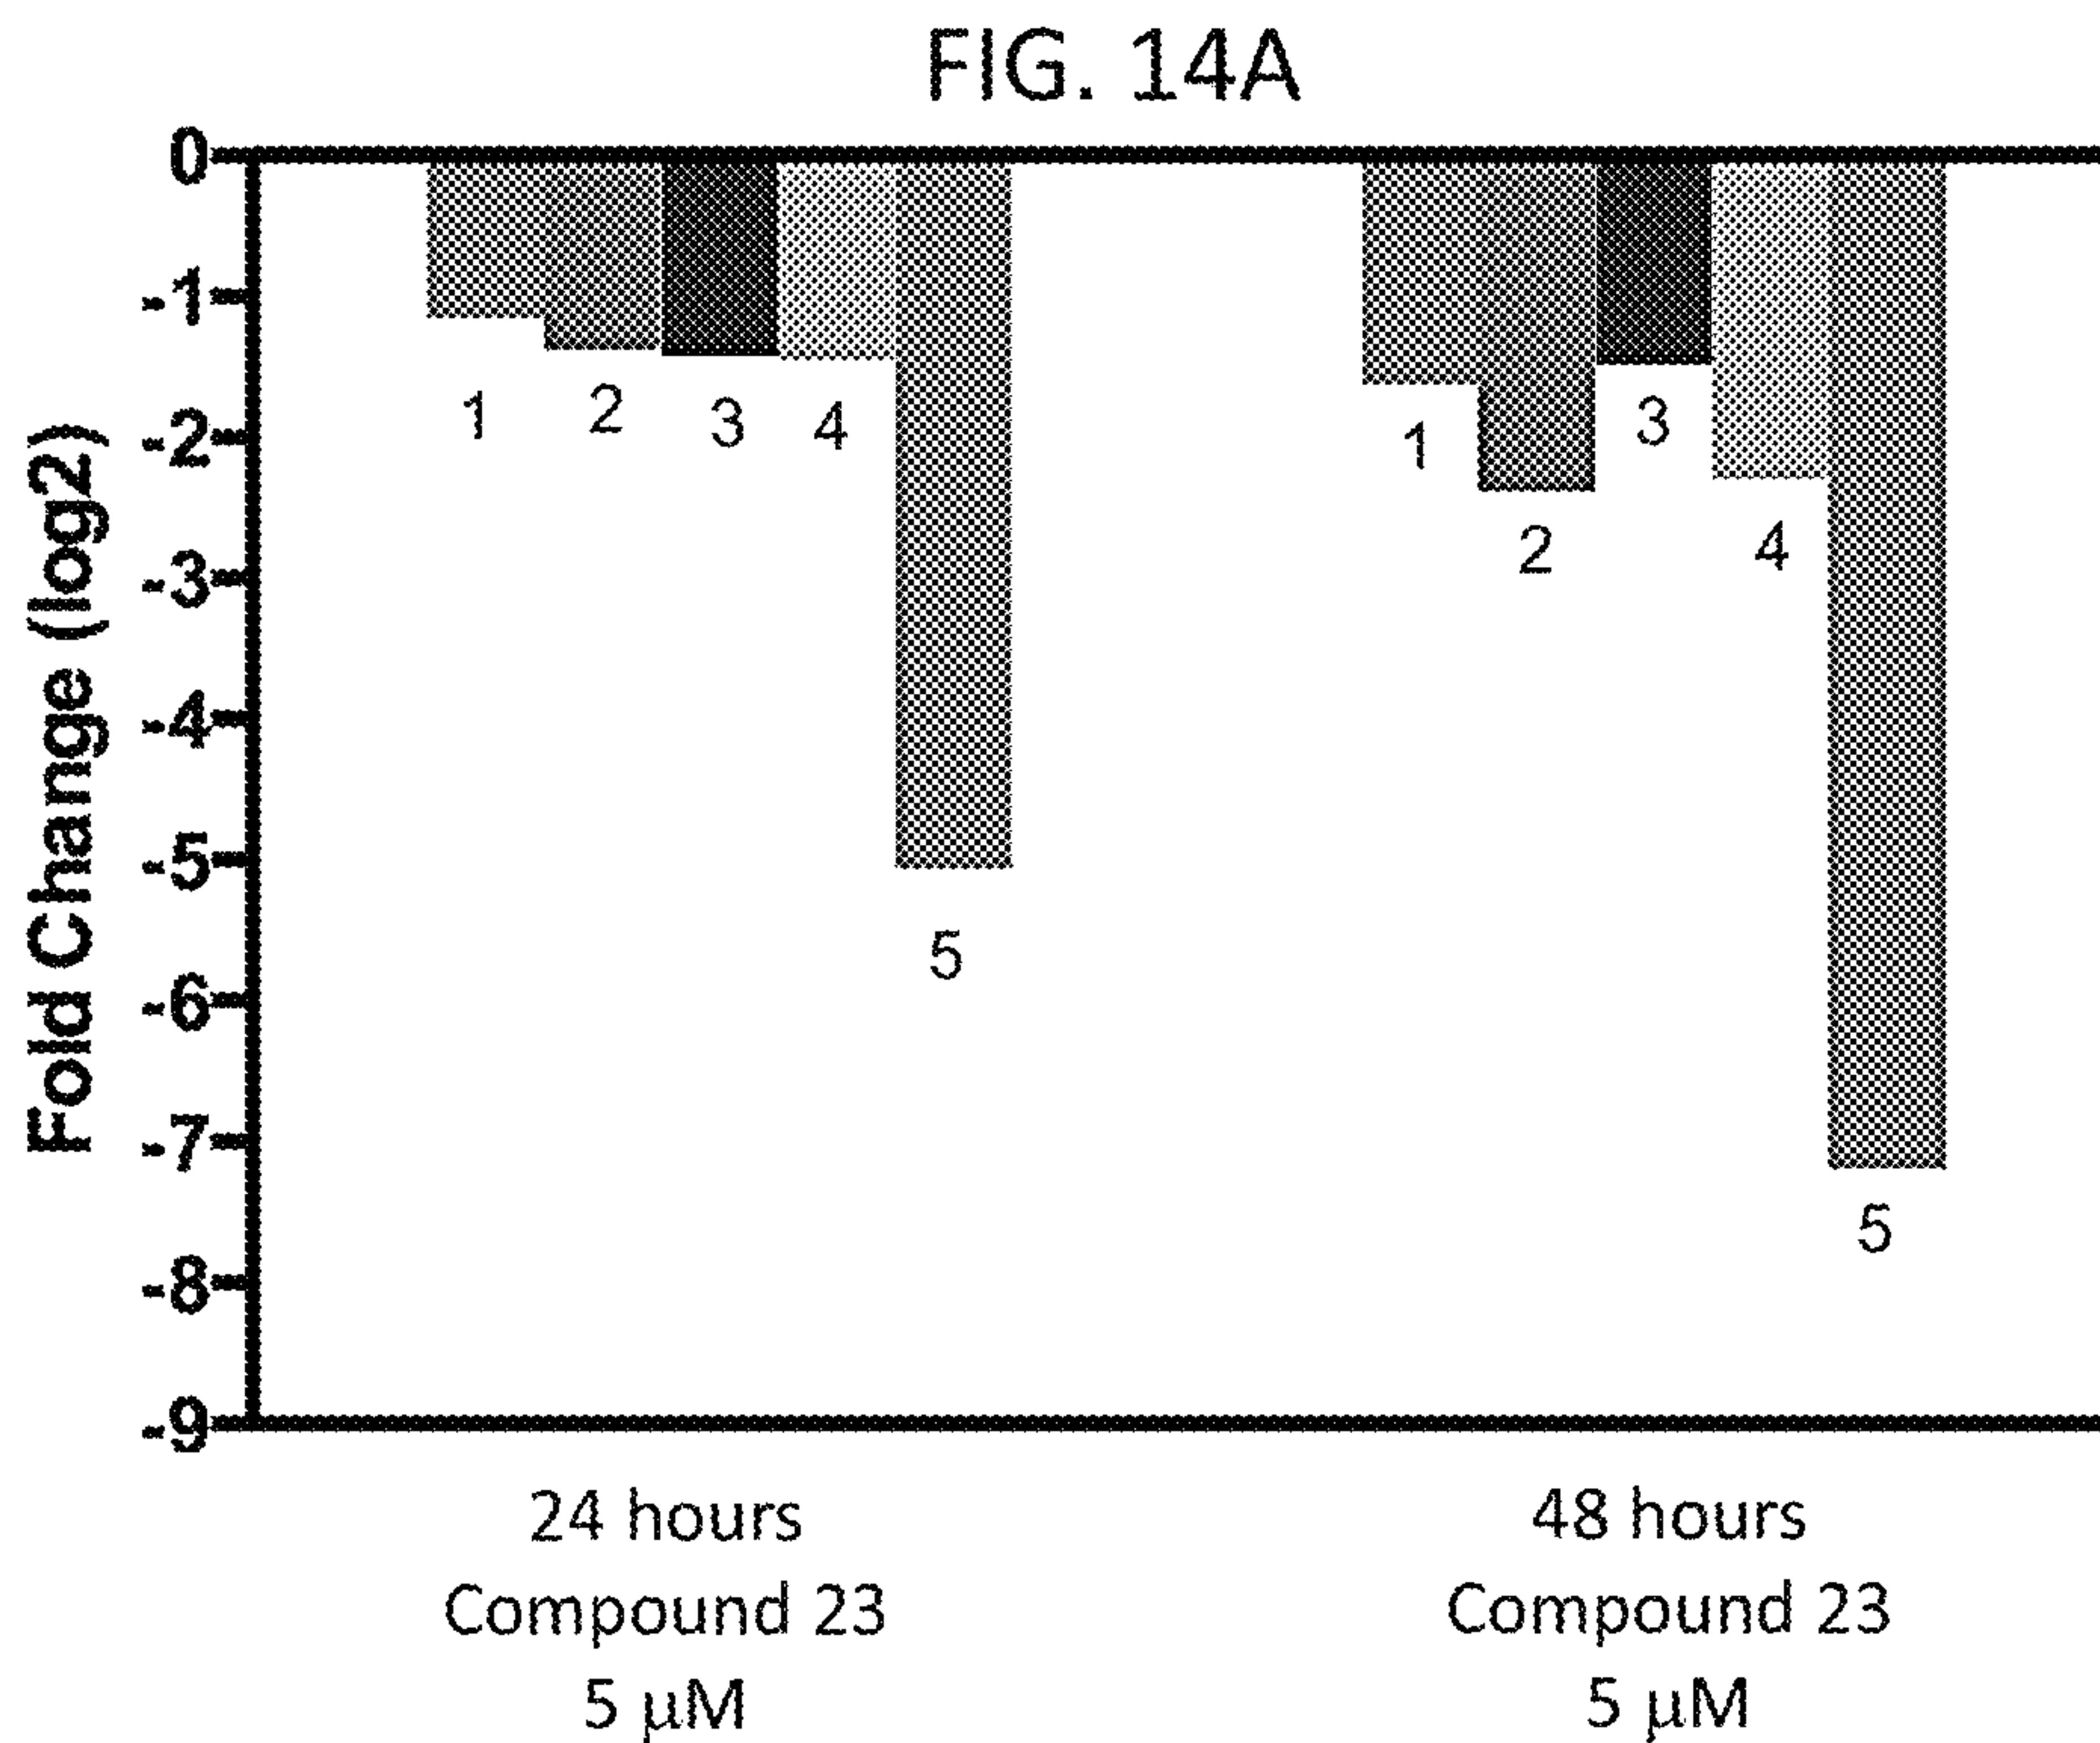 FIG. 14A
Fold Change (log2)
0
-1
-2
-3
-4
-5
-6
-7
-8
-9
1 2 3 4 5
1 2 3 4 5
24 hours
Compound 23
5 μM
48 hours
Compound 23
5 μM